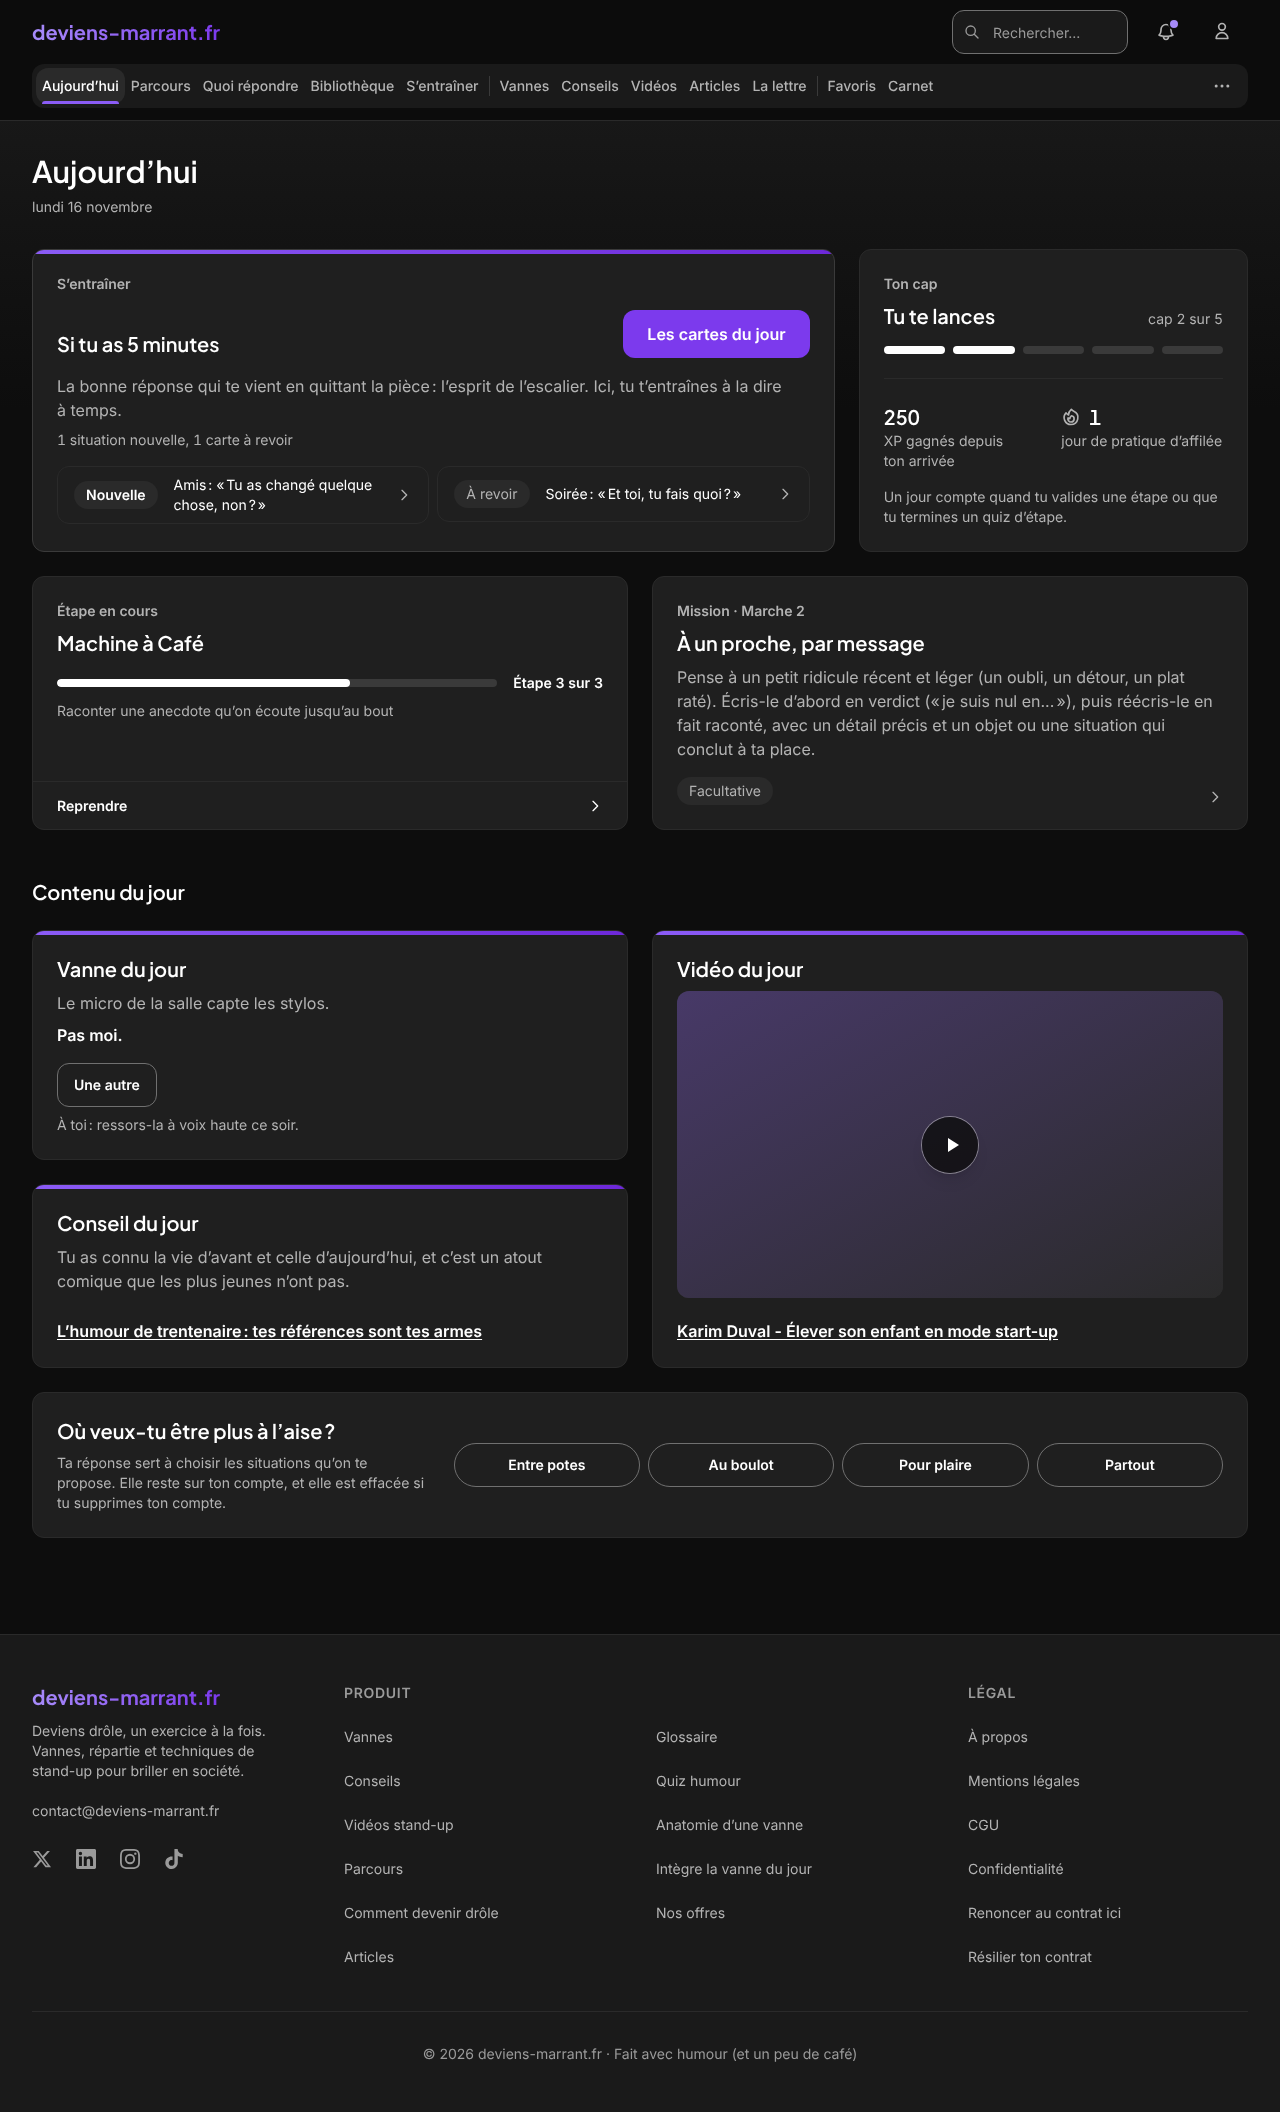 deviens-marrant.fr
Rechercher...
Aujourd’hui Parcours Quoi répondre Bibliothèque S’entraîner Vannes Conseils Vidéos Articles La lettre Favoris Carnet
Aujourd’hui
lundi 16 novembre
S’entraîner
Si tu as 5 minutes
Les cartes du jour
La bonne réponse qui te vient en quittant la pièce : l’esprit de l’escalier. Ici, tu t’entraînes à la dire
à temps.
1 situation nouvelle, 1 carte à revoir
Nouvelle
Amis : « Tu as changé quelque
chose, non ? »
À revoir
Soirée : « Et toi, tu fais quoi ? »
Ton cap
Tu te lances
cap 2 sur 5
250
XP gagnés depuis
ton arrivée
1
jour de pratique d’affilée
Un jour compte quand tu valides une étape ou que
tu termines un quiz d’étape.
Étape en cours
Machine à Café
Étape 3 sur 3
Raconter une anecdote qu’on écoute jusqu’au bout
Reprendre
Mission · Marche 2
À un proche, par message
Pense à un petit ridicule récent et léger (un oubli, un détour, un plat
raté). Écris-le d’abord en verdict (« je suis nul en... »), puis réécris-le en
fait raconté, avec un détail précis et un objet ou une situation qui
conclut à ta place.
Facultative
Contenu du jour
Vanne du jour
Le micro de la salle capte les stylos.
Pas moi.
Une autre
À toi : ressors-la à voix haute ce soir.
Conseil du jour
Tu as connu la vie d’avant et celle d’aujourd’hui, et c’est un atout
comique que les plus jeunes n’ont pas.
L’humour de trentenaire : tes références sont tes armes
Vidéo du jour
Karim Duval - Élever son enfant en mode start-up
Où veux-tu être plus à l’aise ?
Ta réponse sert à choisir les situations qu’on te
propose. Elle reste sur ton compte, et elle est effacée si
tu supprimes ton compte.
Entre potes
Au boulot
Pour plaire
Partout
deviens-marrant.fr
Deviens drôle, un exercice à la fois.
Vannes, répartie et techniques de
stand-up pour briller en société.
contact@deviens-marrant.fr
PRODUIT
Vannes
Conseils
Vidéos stand-up
Parcours
Comment devenir drôle
Articles
Glossaire
Quiz humour
Anatomie d’une vanne
Intègre la vanne du jour
Nos offres
LÉGAL
À propos
Mentions légales
CGU
Confidentialité
Renoncer au contrat ici
Résilier ton contrat
© 2026 deviens-marrant.fr · Fait avec humour (et un peu de café)